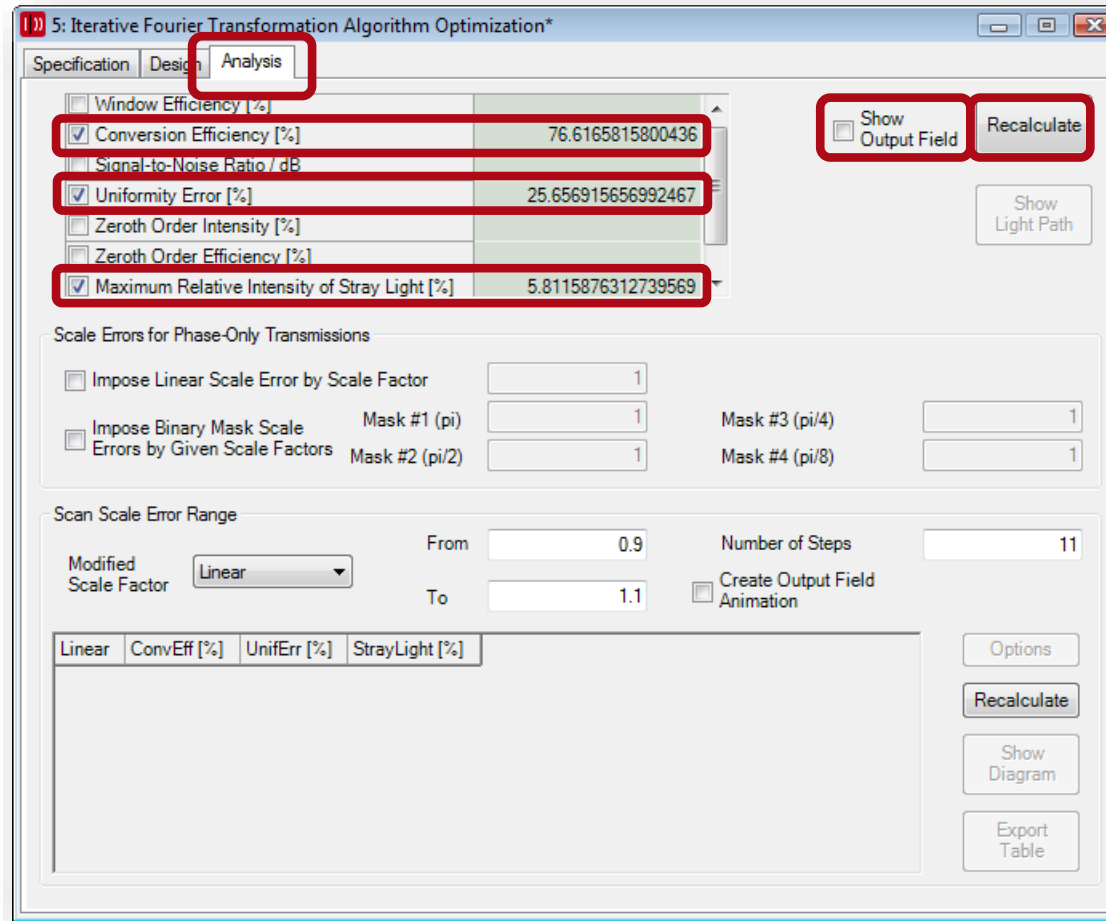 5: Iterative Fourier Transformation Algorithm Optimization*
Specification Design Analysis
Window Efficiency [%]
Conversion Efficiency [%] 76.6165815800436
Signal-to-Noise Ratio / dB
Uniformity Error [%] 25.656915656992467
Zeroth Order Intensity [%]
Zeroth Order Efficiency [%]
Maximum Relative Intensity of Stray Light [%] 5.8115876312739569
Show
Output Field
Recalculate
Show
Light Path
Scale Errors for Phase-Only Transmissions
Impose Linear Scale Error by Scale Factor 1
Impose Binary Mask Scale
Errors by Given Scale Factors
Mask #1 (pi) 1
Mask #3 (pi/4) 1
Mask #2 (pi/2) 1
Mask #4 (pi/8) 1
Scan Scale Error Range
Modified
Scale Factor
Linear
From 0.9
Number of Steps 11
To 1.1
Create Output Field
Animation
Linear ConvEff [%] UnifErr [%] StrayLight [%]
Options
Recalculate
Show
Diagram
Export
Table